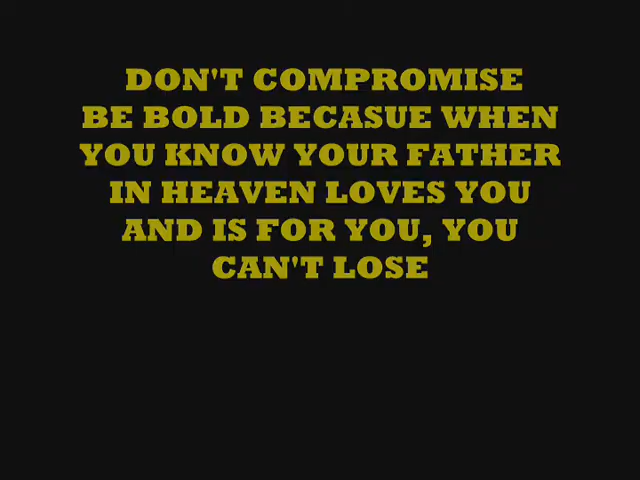 DON'T COMPROMISE
BE BOLD BECASUE WHEN
YOU KNOW YOUR FATHER
IN HEAVEN LOVES YOU
AND IS FOR YOU, YOU
CAN'T LOSE